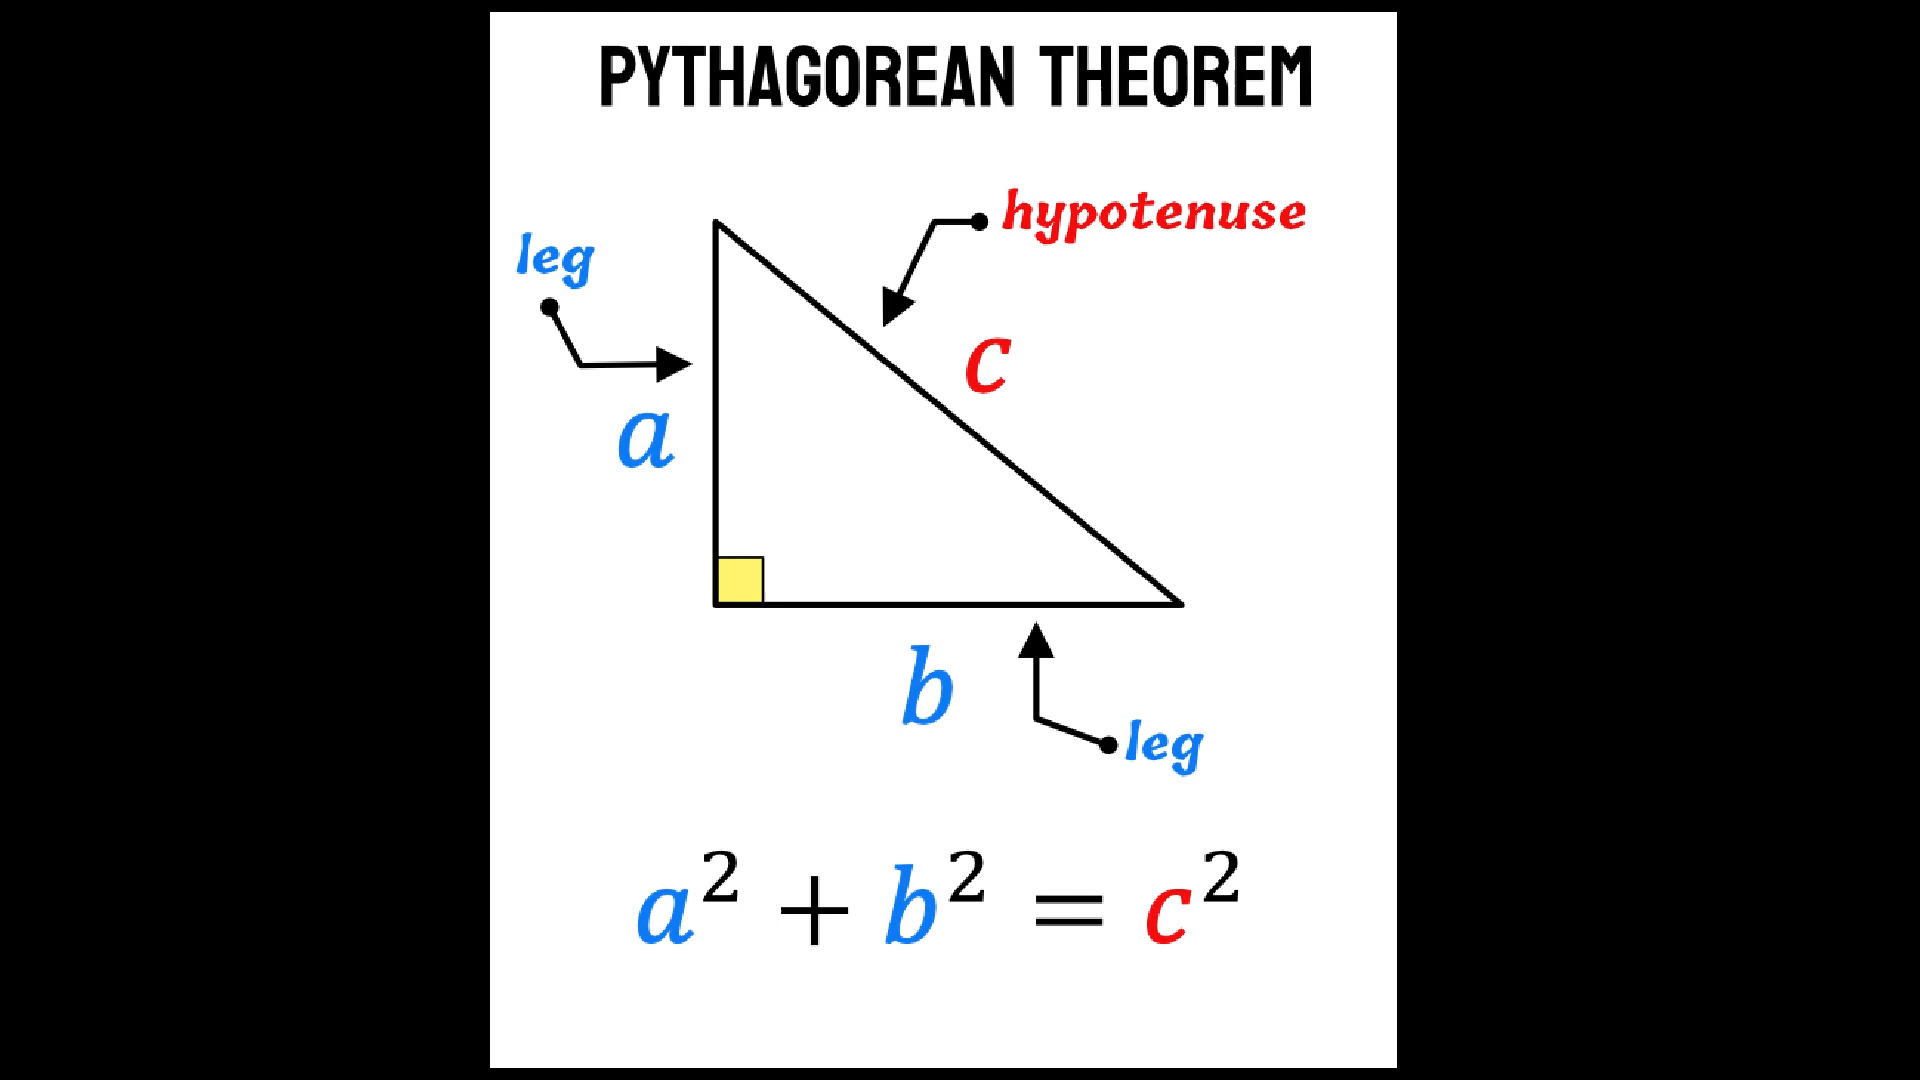 PYTHAGOREAN THEOREM
hypotenuse
leg
c
a
b
leg
a² + b² = c²